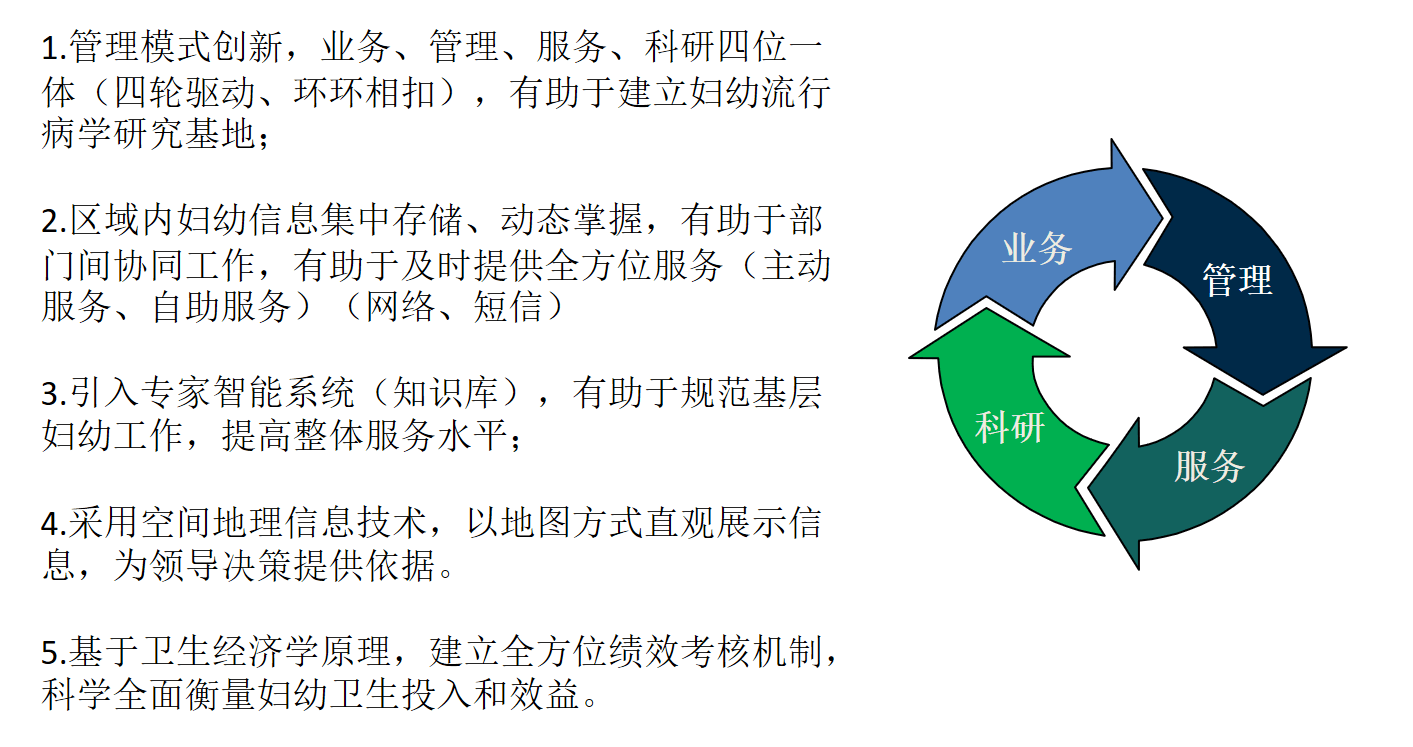 1.管理模式创新，业务、管理、服务、科研四位一
体（四轮驱动、环环相扣），有助于建立妇幼流行
病学研究基地；
2.区域内妇幼信息集中存储、动态掌握，有助于部
门间协同工作，有助于及时提供全方位服务（主动
服务、自助服务）（网络、短信）
3.引入专家智能系统（知识库），有助于规范基层
妇幼工作，提高整体服务水平；
4.采用空间地理信息技术，以地图方式直观展示信
息，为领导决策提供依据。
5.基于卫生经济学原理，建立全方位绩效考核机制，
科学全面衡量妇幼卫生投入和效益。
业务
管理
科研
服务